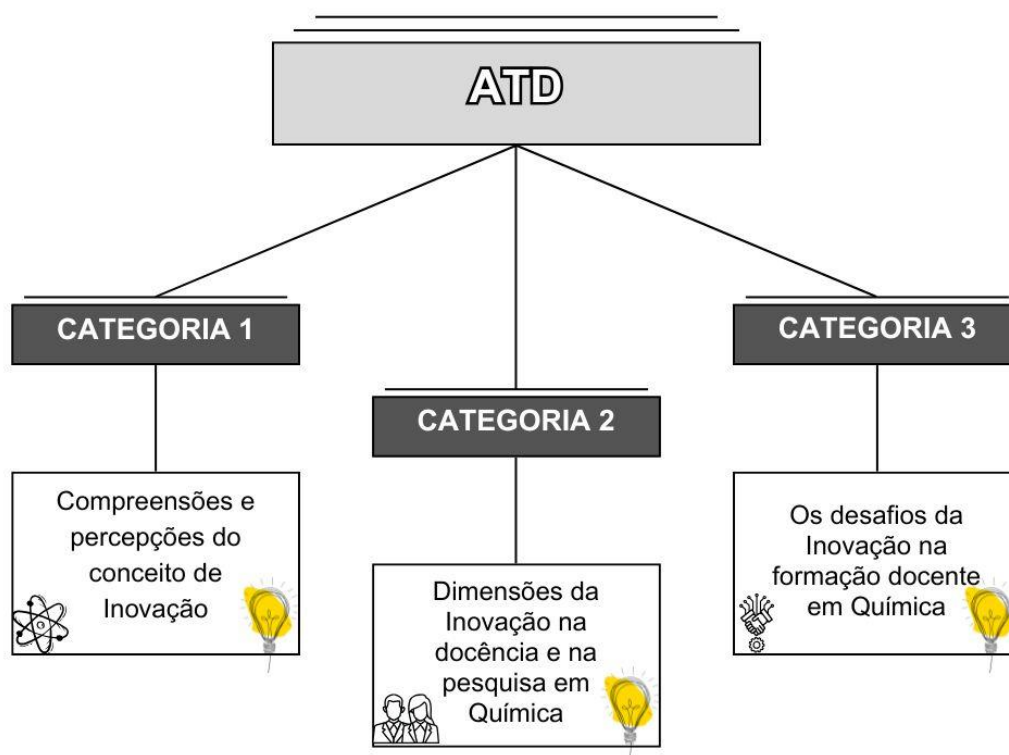 ATD
CATEGORIA 1
Compreensões e
percepções do
conceito de
Inovação
CATEGORIA 2
Dimensões da
Inovação na
docência e na
pesquisa em
Química
CATEGORIA 3
Os desafios da
Inovação na
formação docente
em Química